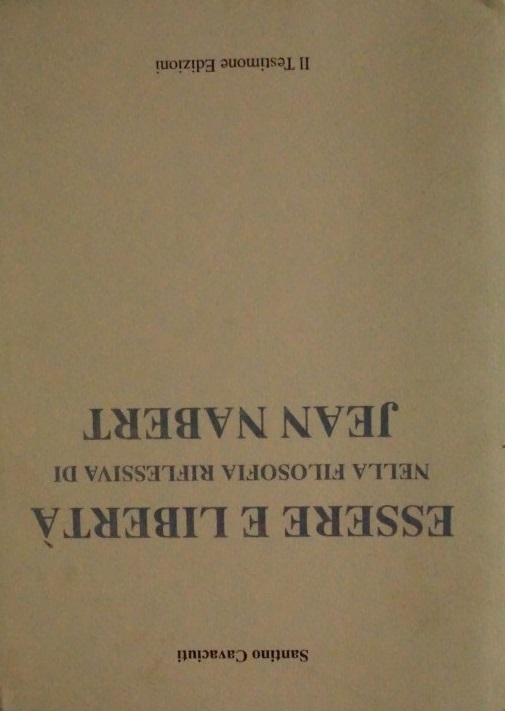 Santino Cavaciuti
ESSERE E LIBERTÀ
NELLA FILOSOFIA RIFLESSIVA DI
JEAN NABERT
Il Testimone Edizioni